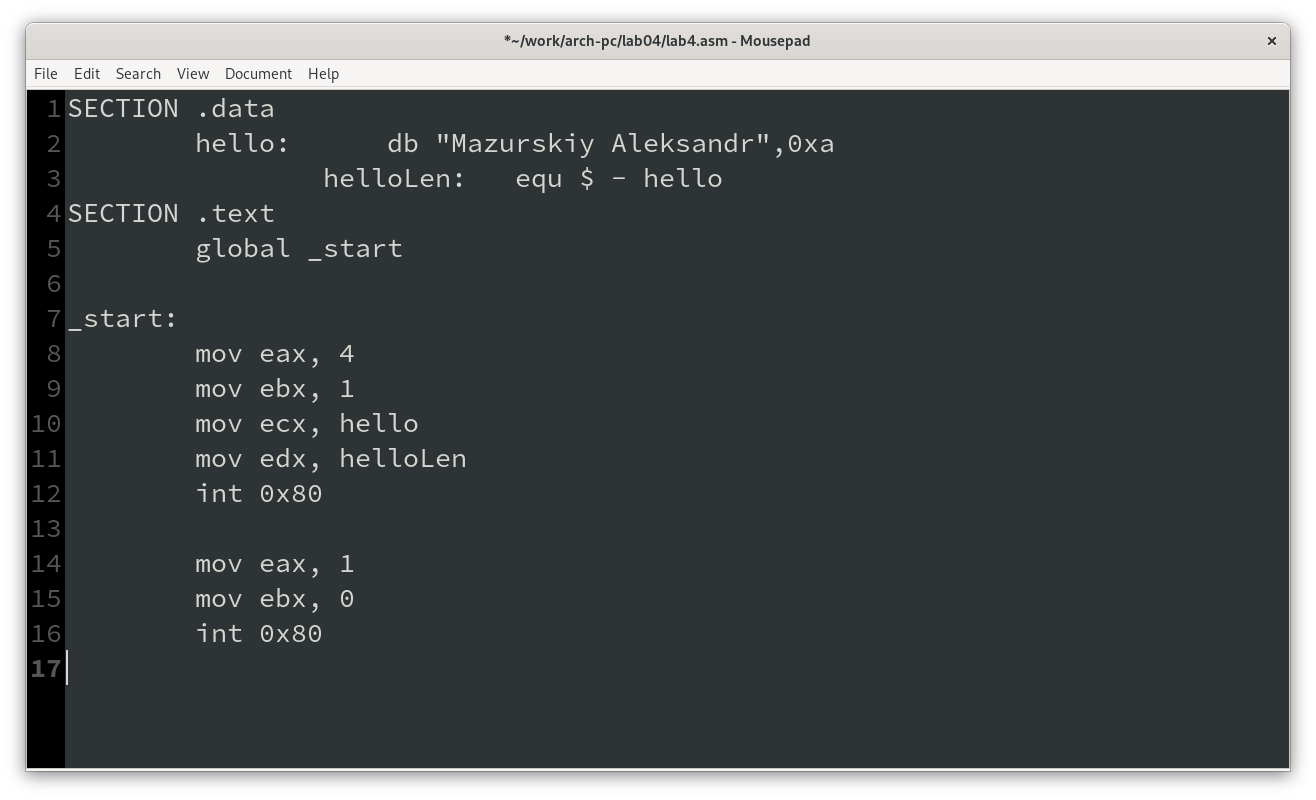 *~/work/arch-pc/lab04/lab4.asm - Mousepad ×
File Edit Search View Document Help
1 SECTION .data
2         hello:      db "Mazurskiy Aleksandr",0xa
3                 helloLen:   equ $ - hello
4 SECTION .text
5         global _start
6
7 _start:
8         mov eax, 4
9         mov ebx, 1
10         mov ecx, hello
11         mov edx, helloLen
12         int 0x80
13
14         mov eax, 1
15         mov ebx, 0
16         int 0x80
17